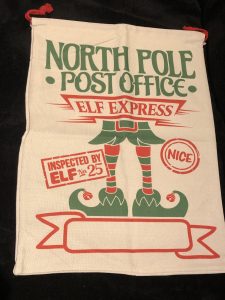 NORTH POLE
• POST OFFICE •
ELF EXPRESS
INSPECTED BY
ELF No 25
NICE